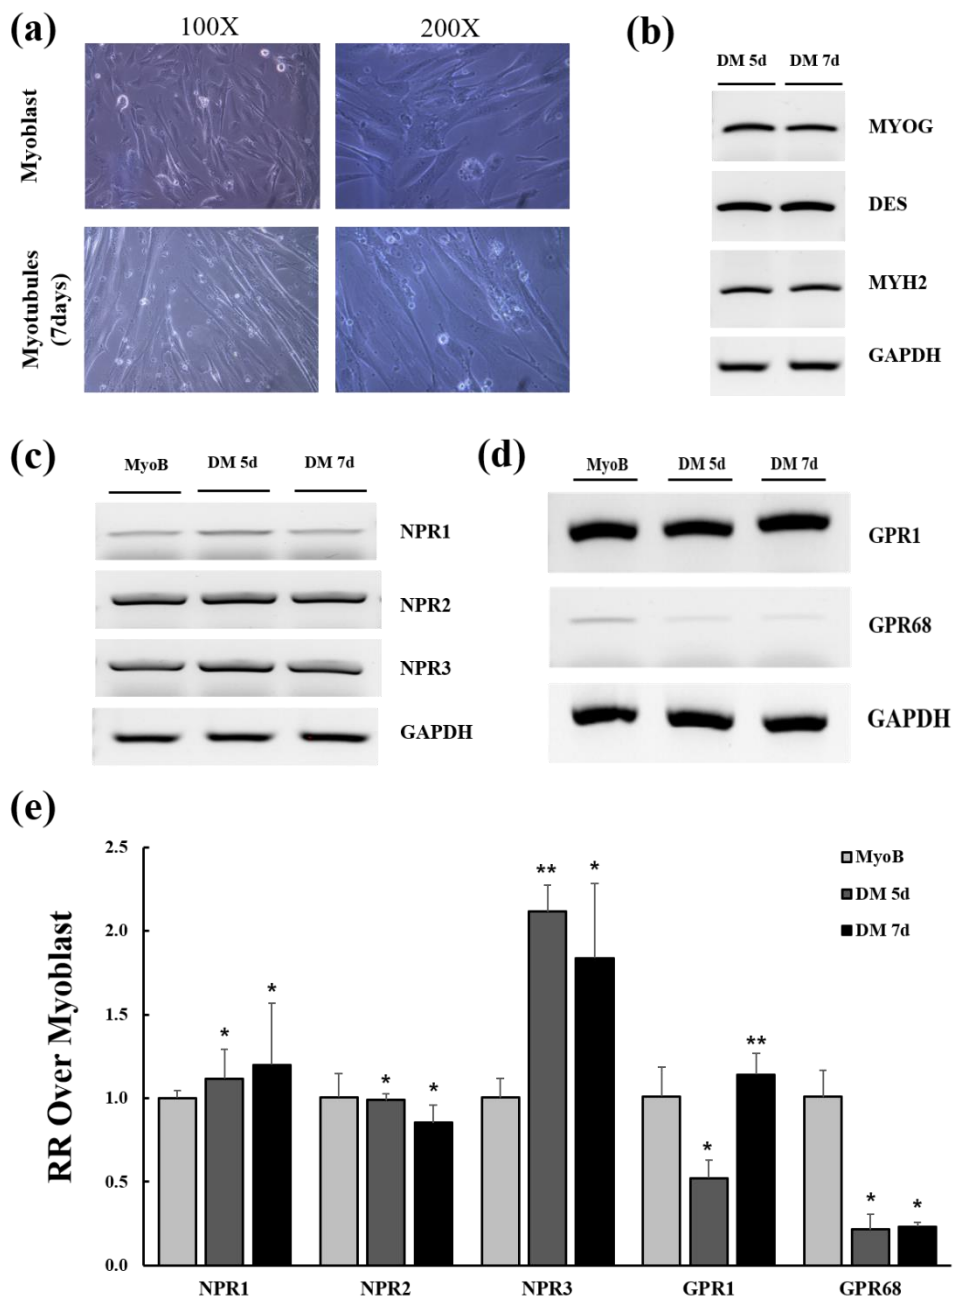 (a)
100X
200X
Myoblast
Myotubules
(7days)
(b)
DM 5d
DM 7d
MYOG
DES
MYH2
GAPDH
(c)
MyoB
DM 5d
DM 7d
NPR1
NPR2
NPR3
GAPDH
(d)
MyoB
DM 5d
DM 7d
GPR1
GPR68
GAPDH
(e)
RR Over Myoblast
2.5
2.0
1.5
1.0
0.5
0.0
* * * * ** * * ** * *
MyoB
DM 5d
DM 7d
NPR1 NPR2 NPR3 GPR1 GPR68